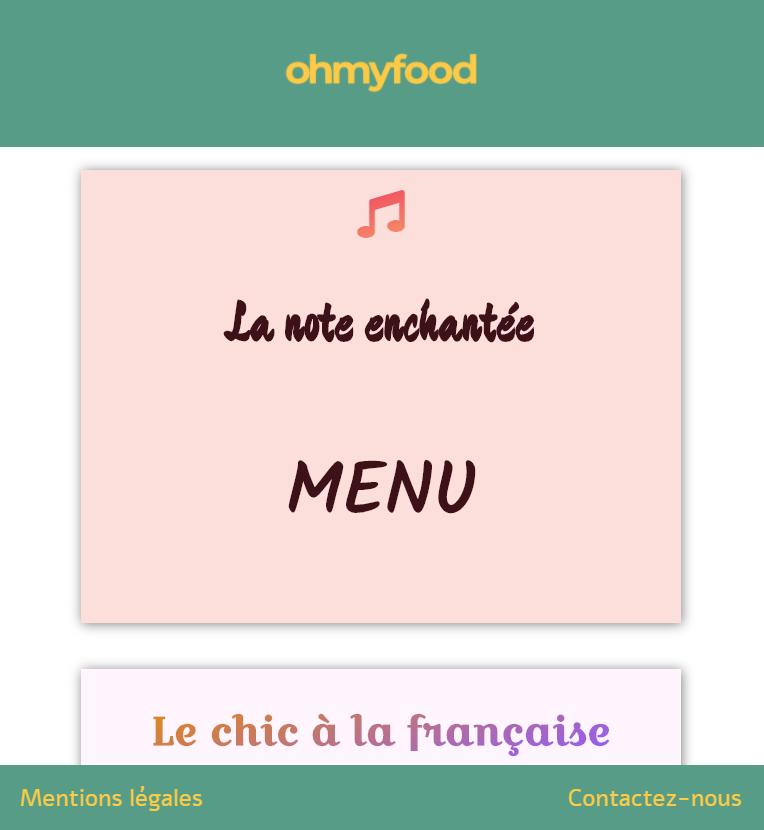 ohmyfood
La note enchantée
MENU
Le chic à la française
Mentions légales
Contactez-nous